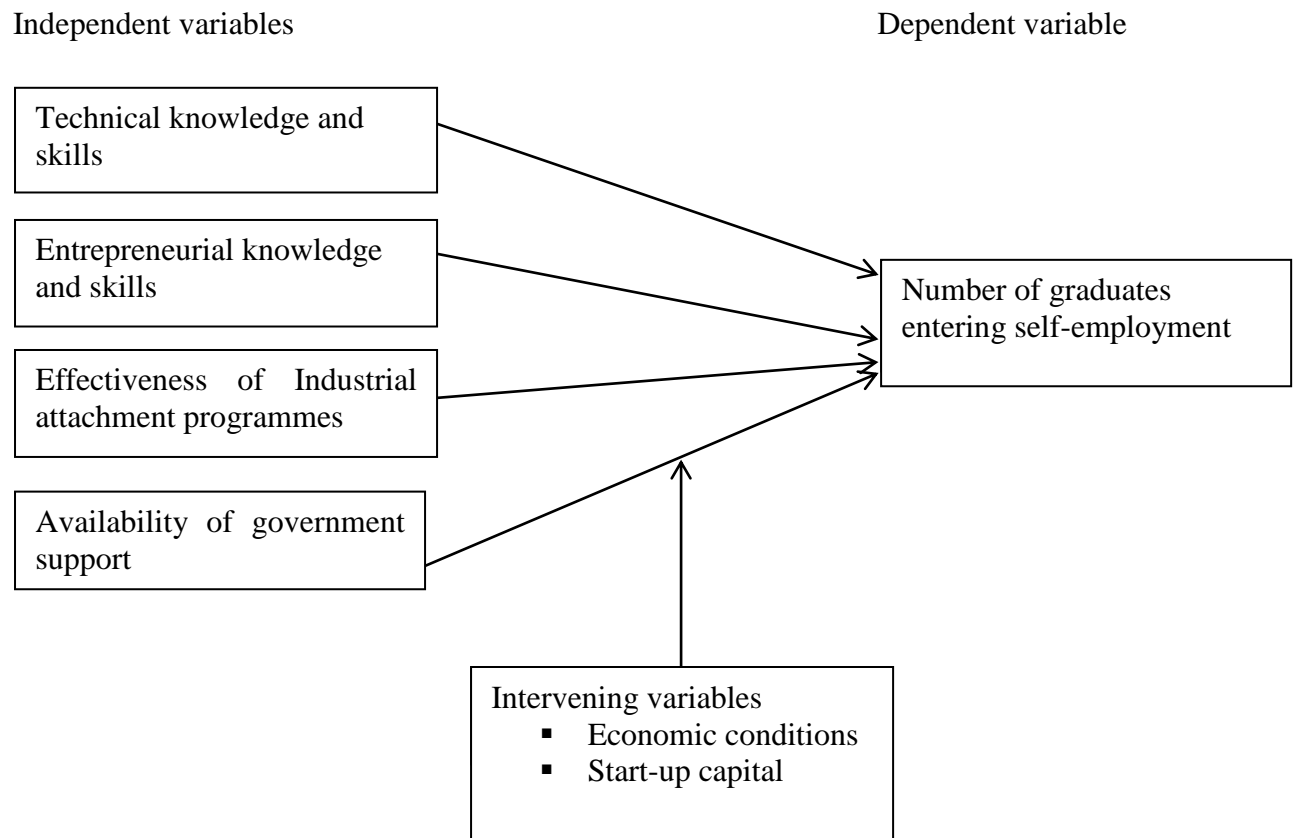 Independent variables
Dependent variable
Technical knowledge and
skills
Entrepreneurial knowledge
and skills
Effectiveness of Industrial
attachment programmes
Availability of government
support
Number of graduates
entering self-employment
Intervening variables
▪ Economic conditions
▪ Start-up capital